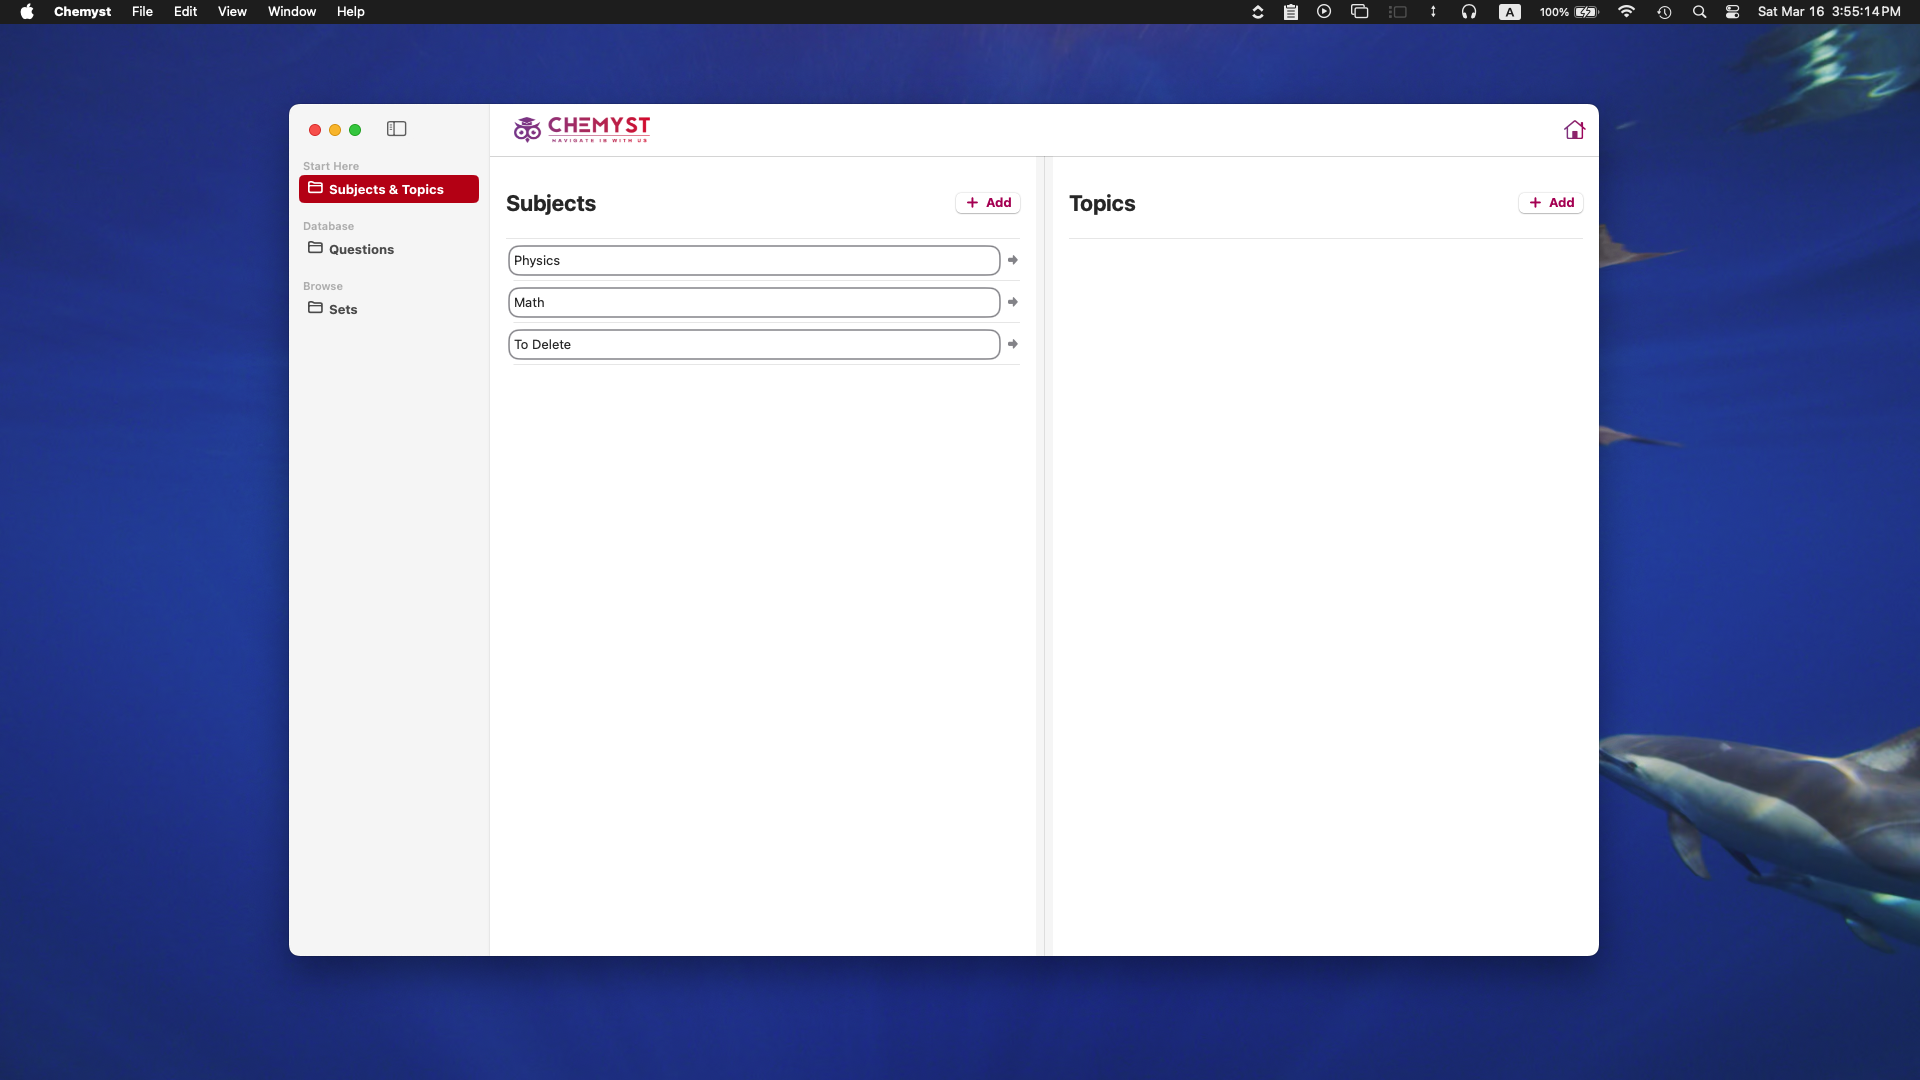 Chemyst File Edit View Window Help A 100% Sat Mar 16 3:55:14 PM
CHEMYST
NAVIGATE IB WITH US
Start Here
Subjects & Topics
Database
Questions
Browse
Sets
Subjects + Add
Physics
Math
To Delete
Topics + Add